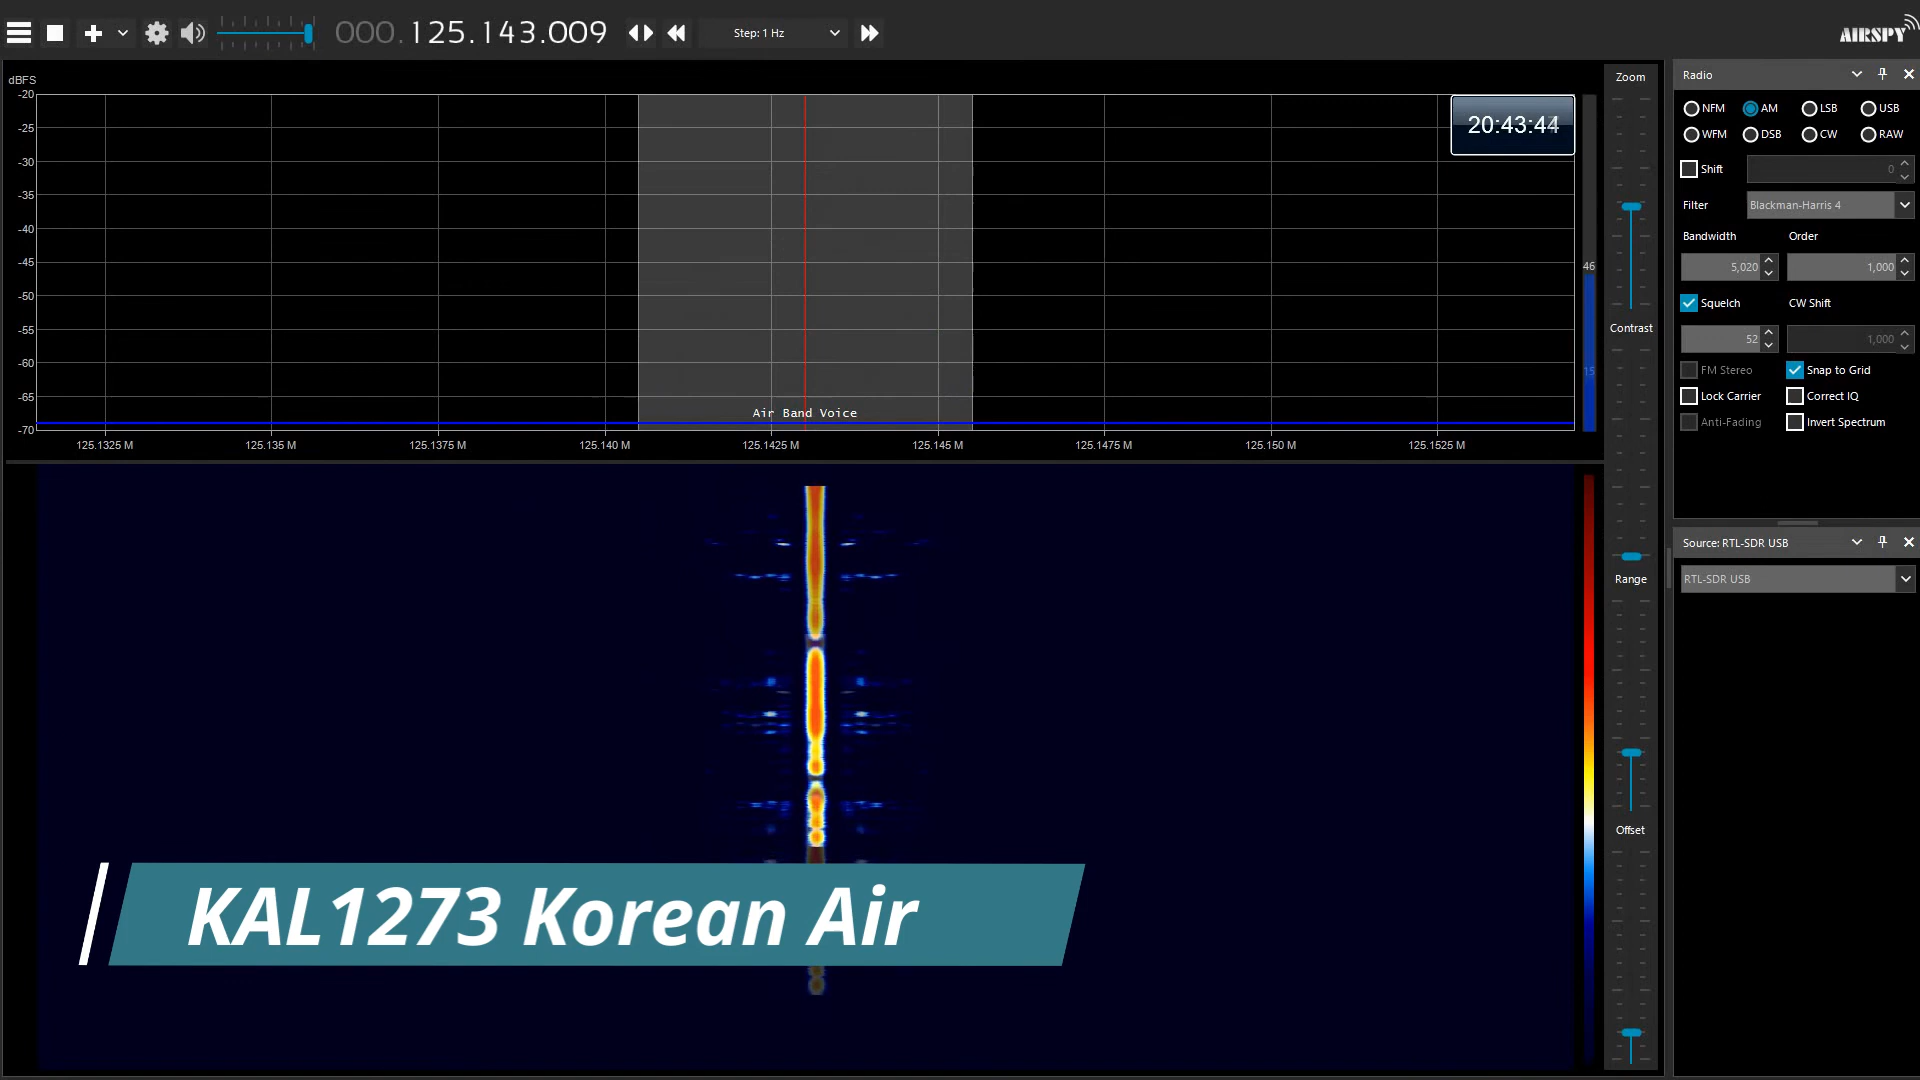 000.125.143.009
Step: 1 Hz
AIRSPY
dBFS
-20
-25
-30
-35
-40
-45
-50
-55
-60
-65
-70
20:43:44
46
15
Air Band Voice
125.1325 M 125.135 M 125.1375 M 125.140 M 125.1425 M 125.145 M 125.1475 M 125.150 M 125.1525 M
Zoom
Contrast
Range
Offset
Radio
NFM AM LSB USB
WFM DSB CW RAW
Shift 0
Filter Blackman-Harris 4
Bandwidth Order
5,020 1,000
Squelch CW Shift
52 1,000
FM Stereo Snap to Grid
Lock Carrier Correct IQ
Anti-Fading Invert Spectrum
Source: RTL-SDR USB
RTL-SDR USB
KAL1273 Korean Air